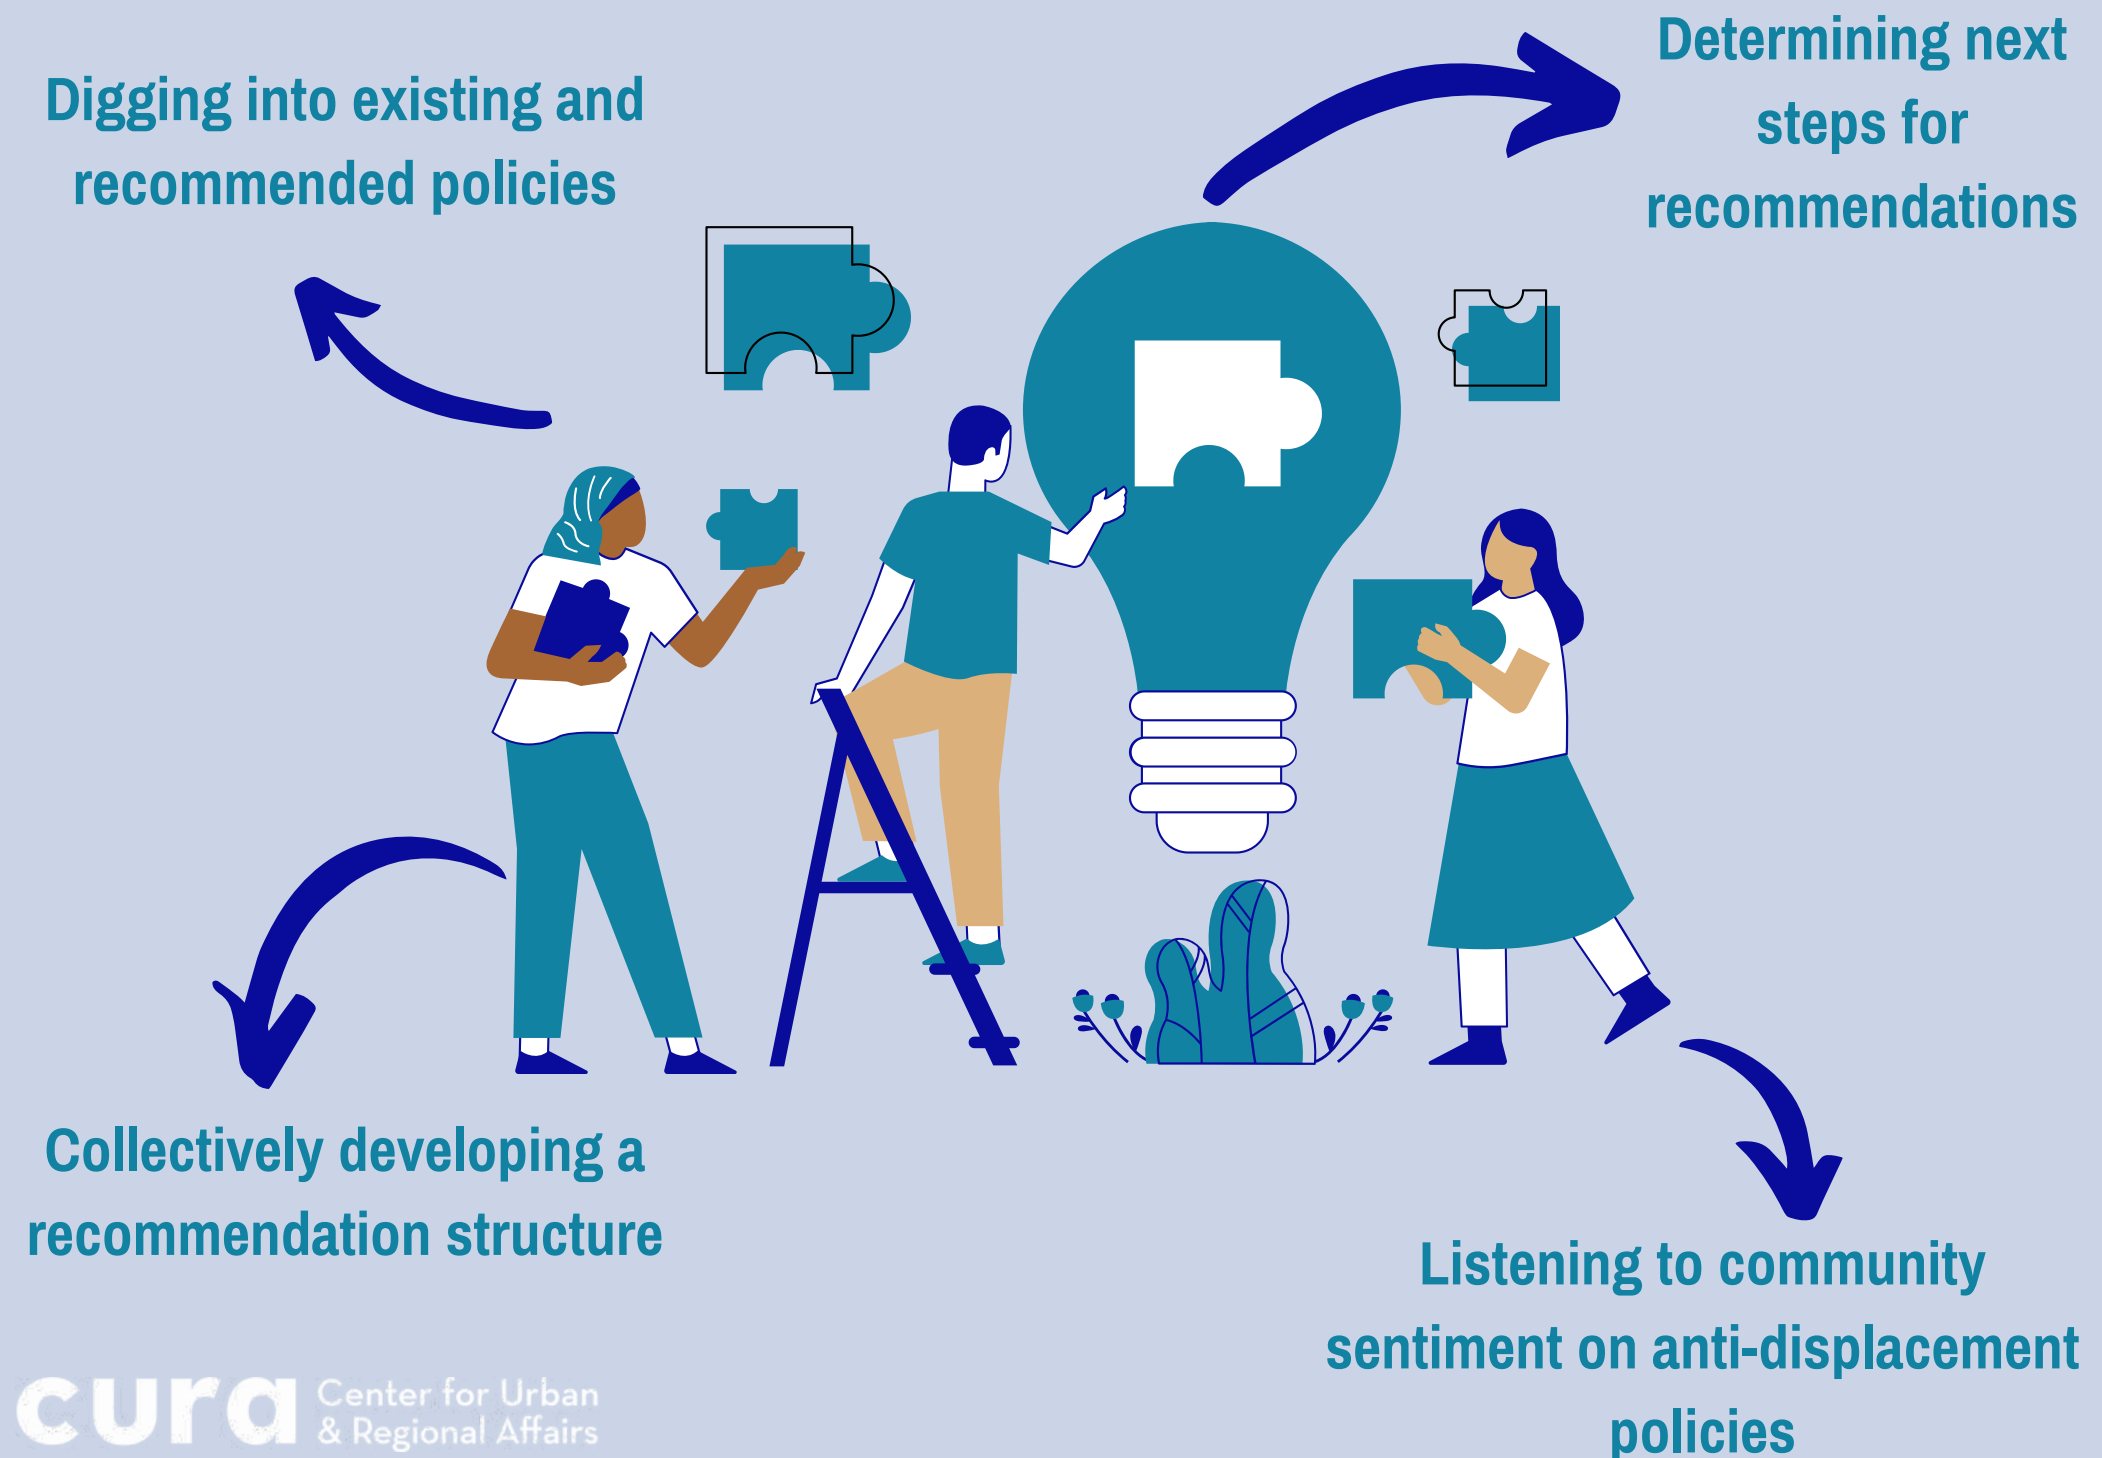 Digging into existing and
recommended policies
Determining next
steps for
recommendations
Collectively developing a
recommendation structure
Listening to community
sentiment on anti-displacement
policies
cura
Center for Urban
& Regional Affairs